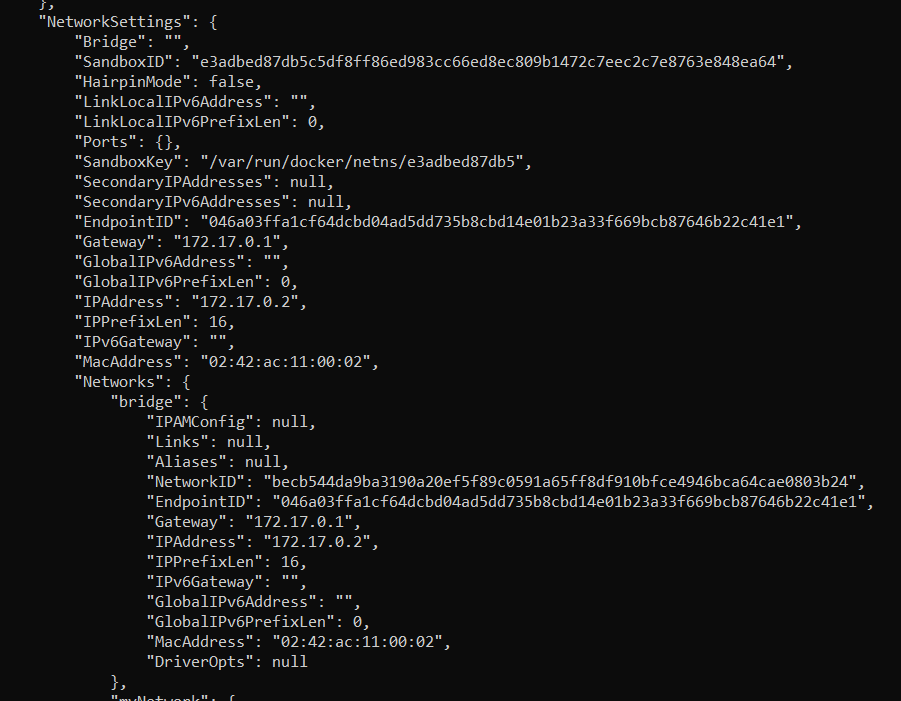 },
"NetworkSettings": {
"Bridge": "",
"SandboxID": "e3adbed87db5c5df8ff86ed983cc66ed8ec809b1472c7eec2c7e8763e848ea64",
"HairpinMode": false,
"LinkLocalIPv6Address": "",
"LinkLocalIPv6PrefixLen": 0,
"Ports": {},
"SandboxKey": "/var/run/docker/netns/e3adbed87db5",
"SecondaryIPAddresses": null,
"SecondaryIPv6Addresses": null,
"EndpointID": "046a03ffa1cf64dcbd04ad5dd735b8cbd14e01b23a33f669bcb87646b22c41e1",
"Gateway": "172.17.0.1",
"GlobalIPv6Address": "",
"GlobalIPv6PrefixLen": 0,
"IPAddress": "172.17.0.2",
"IPPrefixLen": 16,
"IPv6Gateway": "",
"MacAddress": "02:42:ac:11:00:02",
"Networks": {
"bridge": {
"IPAMConfig": null,
"Links": null,
"Aliases": null,
"NetworkID": "becb544da9ba3190a20ef5f89c0591a65ff8df910bfce4946bca64cae0803b24",
"EndpointID": "046a03ffa1cf64dcbd04ad5dd735b8cbd14e01b23a33f669bcb87646b22c41e1",
"Gateway": "172.17.0.1",
"IPAddress": "172.17.0.2",
"IPPrefixLen": 16,
"IPv6Gateway": "",
"GlobalIPv6Address": "",
"GlobalIPv6PrefixLen": 0,
"MacAddress": "02:42:ac:11:00:02",
"DriverOpts": null
},
"myNetwork": {